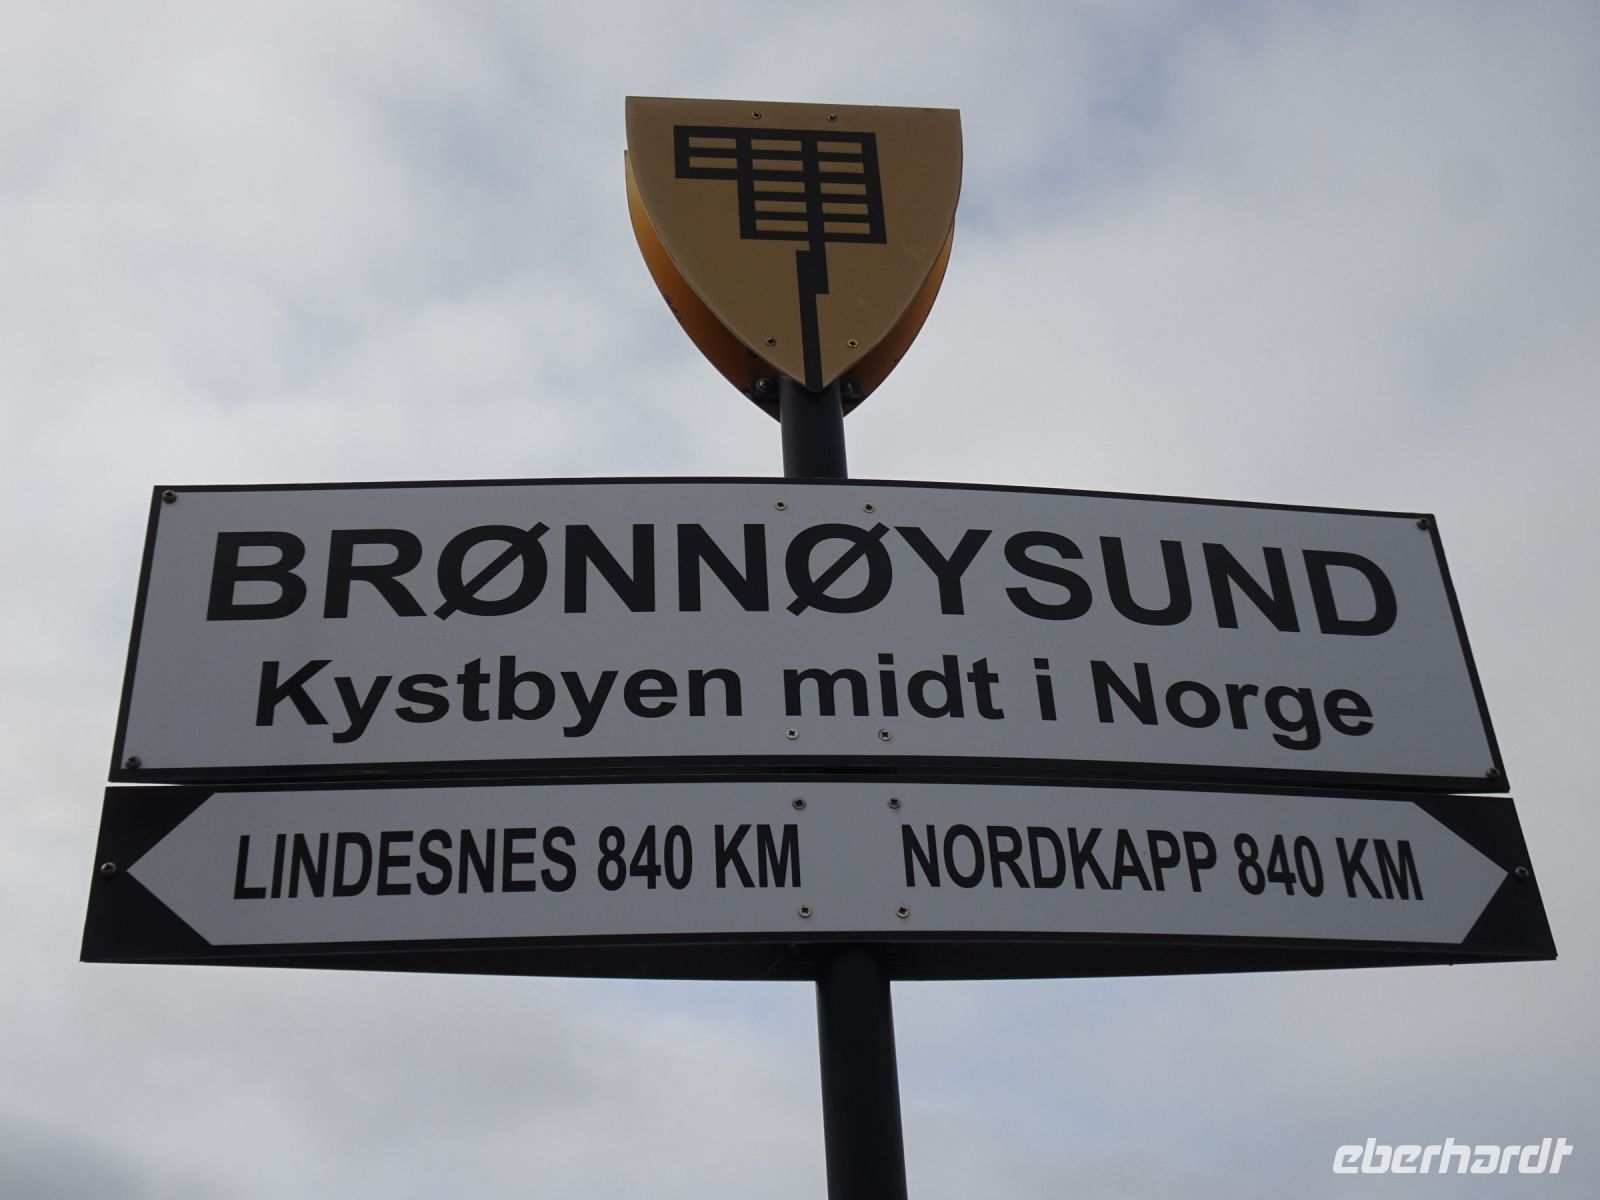 BRØNNØYSUND
Kystbyen midt i Norge
LINDESNES 840 KM NORDKAPP 840 KM
eberhardt